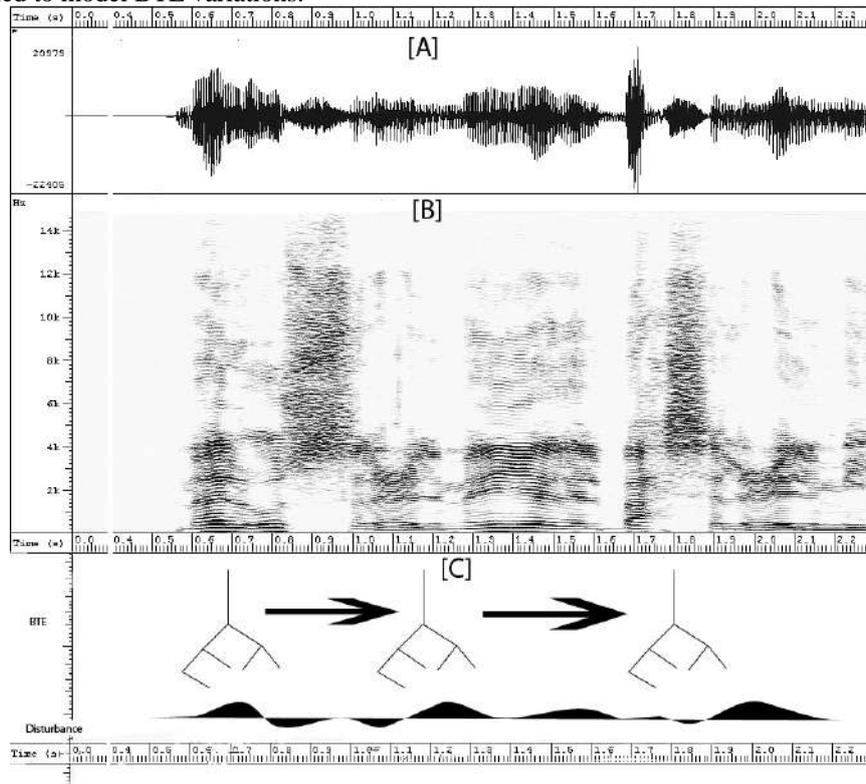 used to model BTE variations.
Time (s) 0.0 0.4 0.5 0.6 0.7 0.8 0.9 1.0 1.1 1.2 1.3 1.4 1.5 1.6 1.7 1.8 1.9 2.0 2.1 2.2
[A]
20979
-22405
Hz
[B]
14k
12k
10k
8k
6k
4k
2k
Time (s) 0.0 0.4 0.5 0.6 0.7 0.8 0.9 1.0 1.1 1.2 1.3 1.4 1.5 1.6 1.7 1.8 1.9 2.0 2.1 2.2
[C]
BTE
Disturbance
Time (s) 0.0 0.4 0.5 0.6 0.7 0.8 0.9 1.0 1.1 1.2 1.3 1.4 1.5 1.6 1.7 1.8 1.9 2.0 2.1 2.2